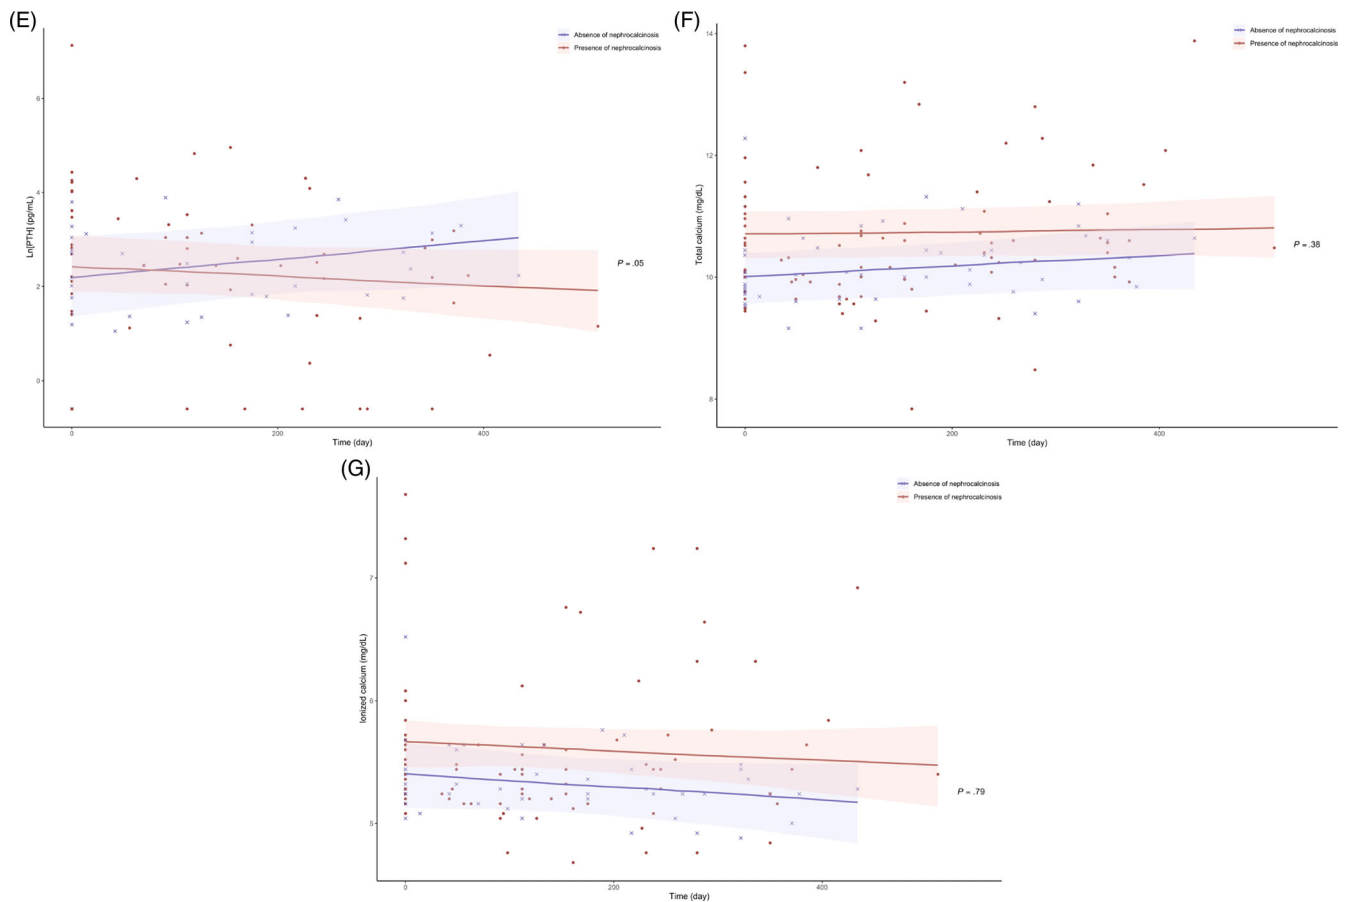 (E)
Absence of nephrocalcinosis
Presence of nephrocalcinosis
Ln[PTH] (pg/mL)
6
4
2
0
P = .05
0
200
400
Time (day)
(F)
Absence of nephrocalcinosis
Presence of nephrocalcinosis
Total calcium (mg/dL)
14
12
10
8
P = .38
0
200
400
Time (day)
(G)
Absence of nephrocalcinosis
Presence of nephrocalcinosis
Ionized calcium (mg/dL)
7
6
5
P = .79
0
200
400
Time (day)